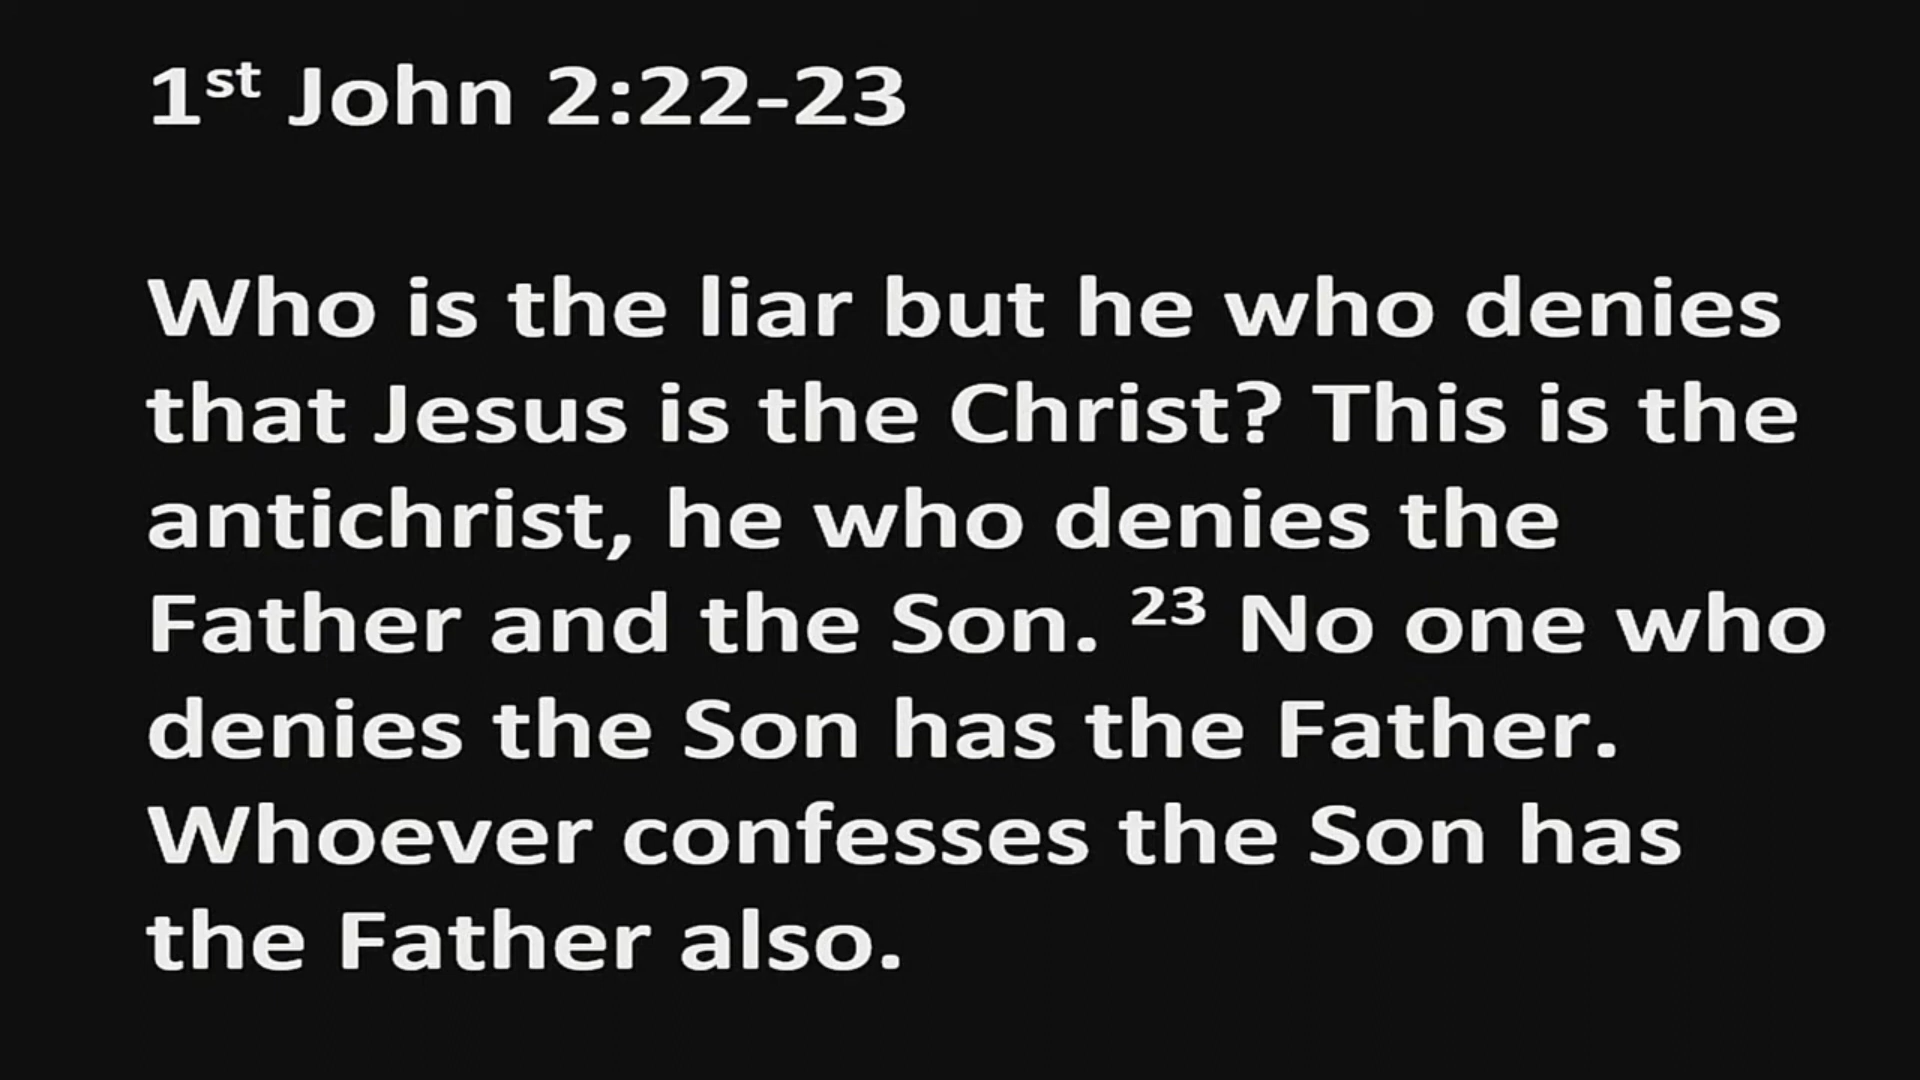 1st John 2:22-23
Who is the liar but he who denies
that Jesus is the Christ? This is the
antichrist, he who denies the
Father and the Son. 23 No one who
denies the Son has the Father.
Whoever confesses the Son has
the Father also.